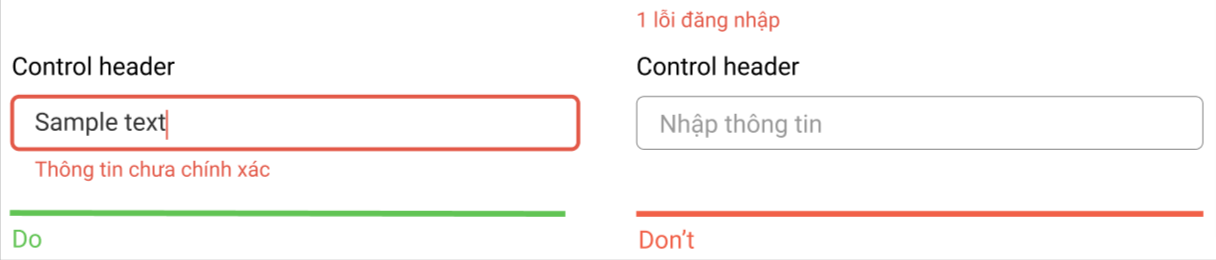 Control header
Sample text
Thông tin chưa chính xác
Do
1 lỗi đăng nhập
Control header
Nhập thông tin
Don't